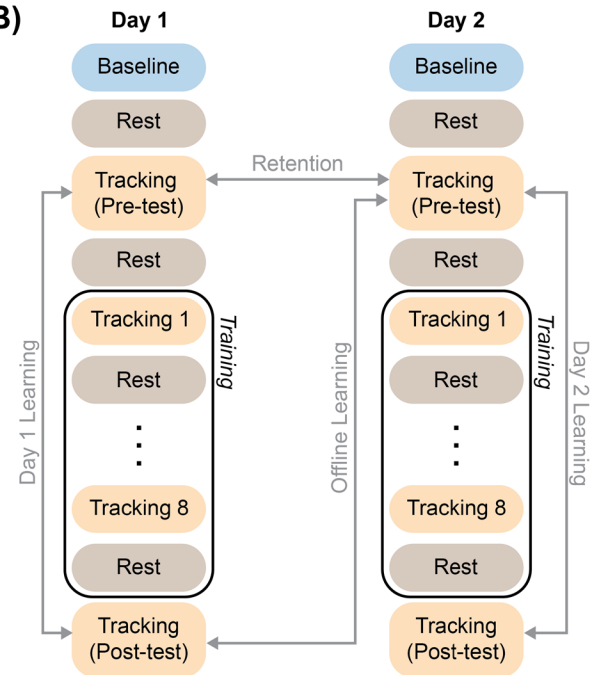 B)
Day 1
Baseline
Rest
Tracking
(Pre-test)
Rest
Tracking 1
Rest
Tracking 8
Rest
Tracking
(Post-test)
Training
Day 1 Learning
Retention
Offline Learning
Day 2
Baseline
Rest
Tracking
(Pre-test)
Rest
Tracking 1
Rest
Tracking 8
Rest
Tracking
(Post-test)
Training
Day 2 Learning